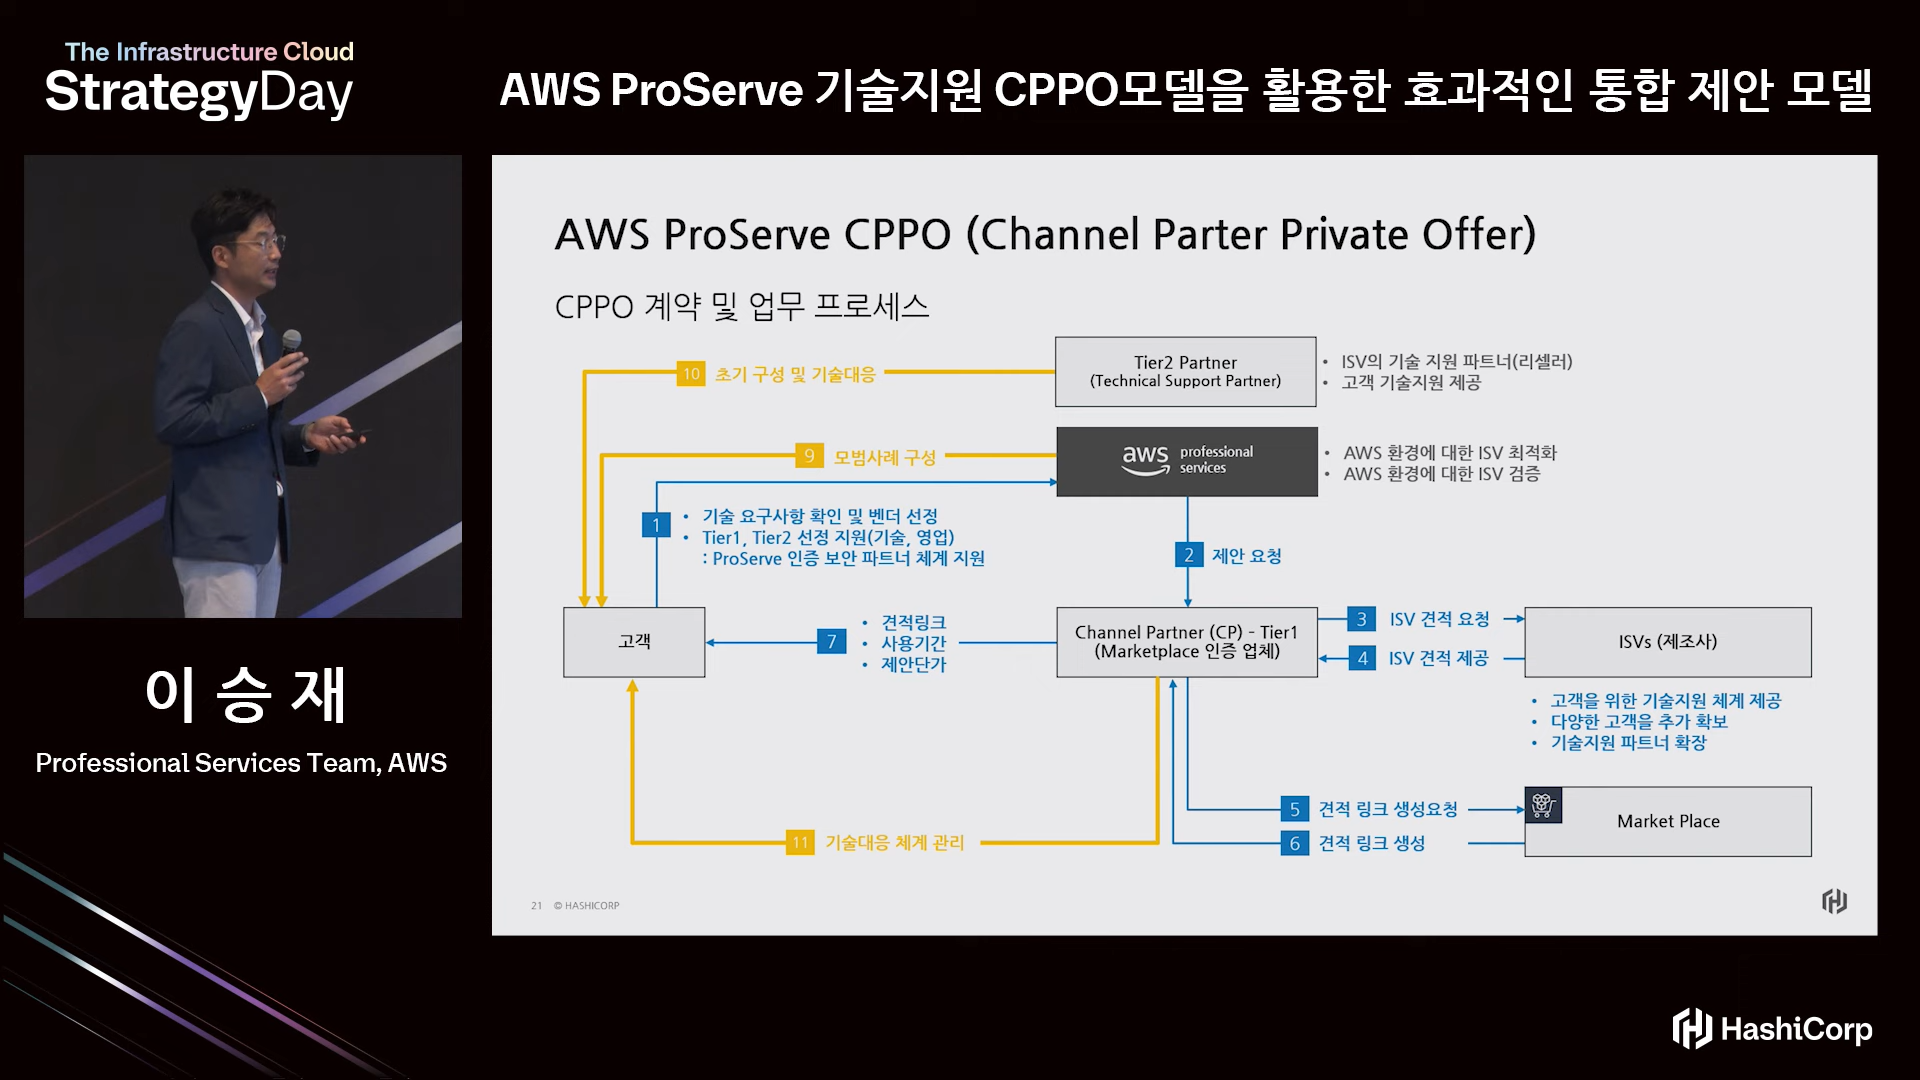 The Infrastructure Cloud
StrategyDay
AWS ProServe 기술지원 CPPO모델을 활용한 효과적인 통합 제안 모델
이 승 재
Professional Services Team, AWS
AWS ProServe CPPO (Channel Parter Private Offer)
CPPO 계약 및 업무 프로세스
10 초기 구성 및 기술대응
Tier2 Partner
(Technical Support Partner)
• ISV의 기술 지원 파트너(리셀러)
• 고객 기술지원 제공
9 모범사례 구성
aws professional
services
• AWS 환경에 대한 ISV 최적화
• AWS 환경에 대한 ISV 검증
1
• 기술 요구사항 확인 및 벤더 선정
• Tier1, Tier2 선정 지원(기술, 영업)
: ProServe 인증 보안 파트너 체계 지원
2 제안 요청
고객
7
• 견적링크
• 사용기간
• 제안단가
Channel Partner (CP) - Tier1
(Marketplace 인증 업체)
3 ISV 견적 요청
4 ISV 견적 제공
ISVs (제조사)
• 고객을 위한 기술지원 체계 제공
• 다양한 고객을 추가 확보
• 기술지원 파트너 확장
5 견적 링크 생성요청
6 견적 링크 생성
Market Place
11 기술대응 체계 관리
21 © HASHICORP
HashiCorp